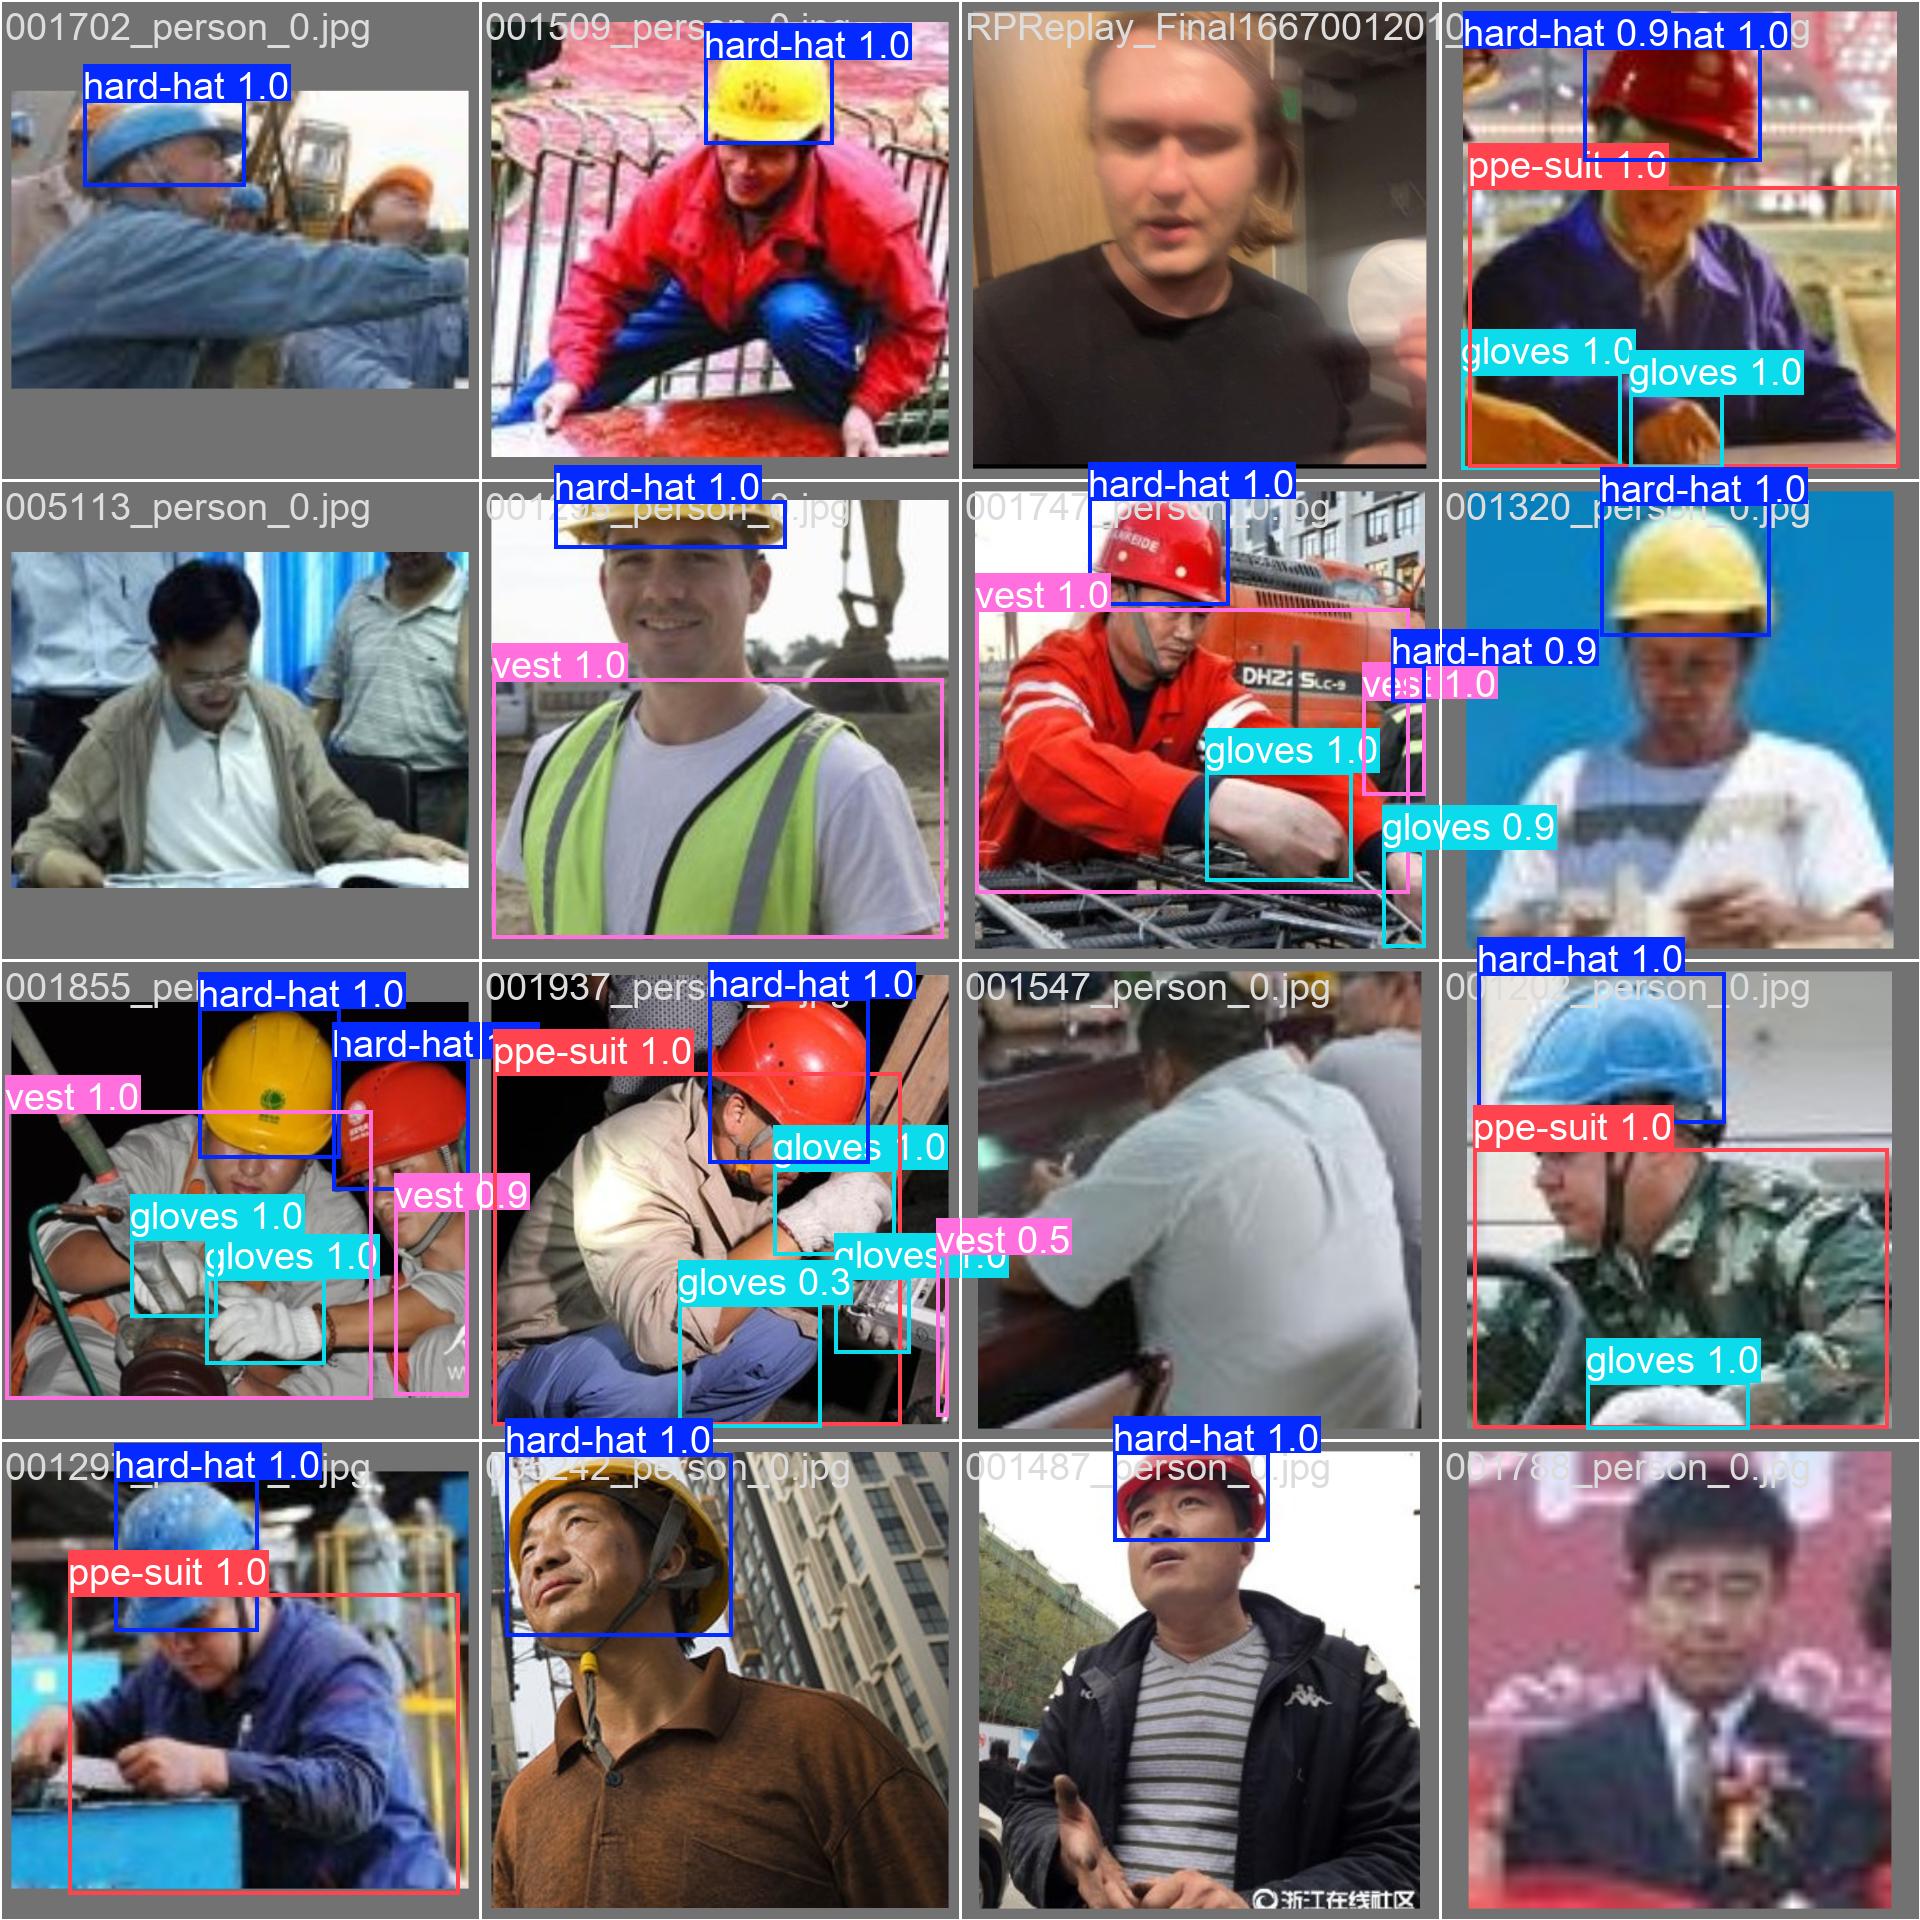 001702_person_0.jpg
hard-hat 1.0
001509_pers
hard-hat 1.0
RPReplay_Final1667001201
hard-hat 0.9
hat 1.0
ppe-suit 1.0
gloves 1.0
gloves 1.0
005113_person_0.jpg
hard-hat 1.0
_person_0.jpg
vest 1.0
hard-hat 1.0
001747_person_0.jpg
vest 1.0
DH225LC-9
hard-hat 0.9
vest 1.0
gloves 1.0
gloves 0.9
hard-hat 1.0
001320_person_0.jpg
001855_pe
hard-hat 1.0
hard-hat
vest 1.0
vest 0.9
gloves 1.0
gloves 1.0
001937_pers
hard-hat 1.0
ppe-suit 1.0
gloves 1.0
gloves 1.0
gloves 0.3
vest 0.5
001547_person_0.jpg
hard-hat 1.0
001202_person_0.jpg
ppe-suit 1.0
gloves 1.0
00129
hard-hat 1.0
jpg
ppe-suit 1.0
hard-hat 1.0
242_person_0.jpg
hard-hat 1.0
001487_person_0.jpg
浙江在线社区
001788_person_0.jpg